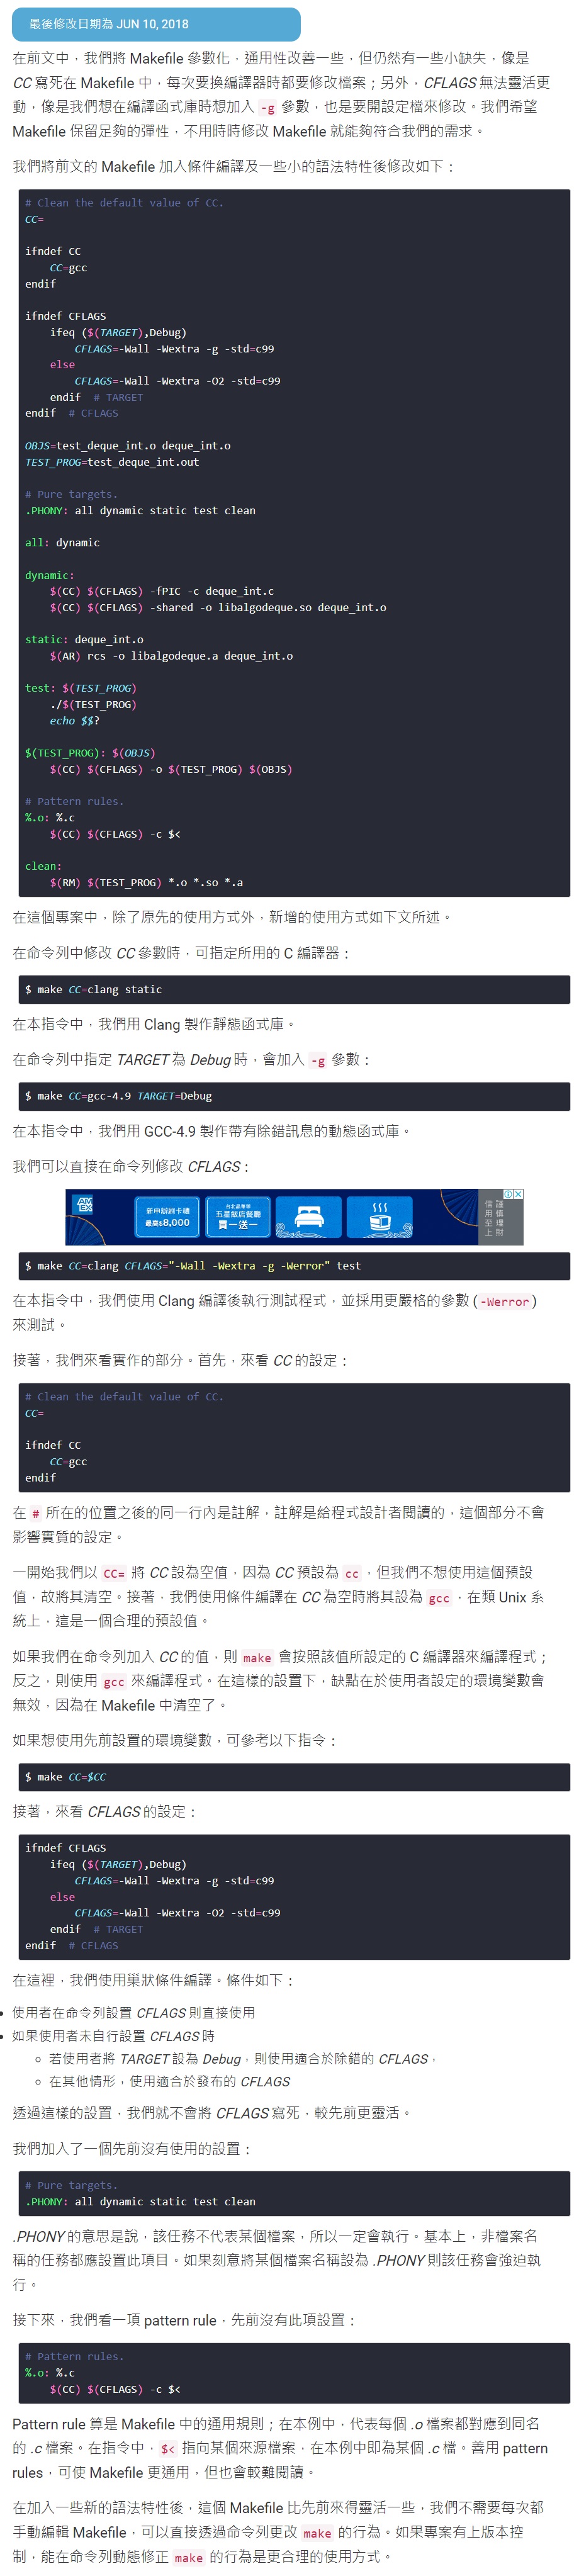 最後修改日期為 JUN 10, 2018
在前文中，我們將 Makefile 參數化，通用性改善一些，但仍然有一些小缺失，像是
CC 寫死在 Makefile 中，每次要換編譯器時都要修改檔案；另外，CFLAGS 無法靈活更
動，像是我們想在編譯函式庫時想加入 -g 參數，也是要開設定檔來修改。我們希望
Makefile 保留足夠的彈性，不用時時修改 Makefile 就能夠符合我們的需求。
我們將前文的 Makefile 加入條件編譯及一些小的語法特性後修改如下：
# Clean the default value of CC.
CC=
ifndef CC
    CC=gcc
endif
ifndef CFLAGS
    ifeq ($(TARGET),Debug)
        CFLAGS=-Wall -Wextra -g -std=c99
    else
        CFLAGS=-Wall -Wextra -O2 -std=c99
    endif  # TARGET
endif  # CFLAGS
OBJS=test_deque_int.o deque_int.o
TEST_PROG=test_deque_int.out
# Pure targets.
.PHONY: all dynamic static test clean
all: dynamic
dynamic:
    $(CC) $(CFLAGS) -fPIC -c deque_int.c
    $(CC) $(CFLAGS) -shared -o libalgodeque.so deque_int.o
static: deque_int.o
    $(AR) rcs -o libalgodeque.a deque_int.o
test: $(TEST_PROG)
    ./$(TEST_PROG)
    echo $$?
$(TEST_PROG): $(OBJS)
    $(CC) $(CFLAGS) -o $(TEST_PROG) $(OBJS)
# Pattern rules.
%.o: %.c
    $(CC) $(CFLAGS) -c $<
clean:
    $(RM) $(TEST_PROG) *.o *.so *.a
在這個專案中，除了原先的使用方式外，新增的使用方式如下文所述。
在命令列中修改 CC 參數時，可指定所用的 C 編譯器：
$ make CC=clang static
在本指令中，我們用 Clang 製作靜態函式庫。
在命令列中指定 TARGET 為 Debug 時，會加入 -g 參數：
$ make CC=gcc-4.9 TARGET=Debug
在本指令中，我們用 GCC-4.9 製作帶有除錯訊息的動態函式庫。
我們可以直接在命令列修改 CFLAGS：
AMEX
新申辦刷卡禮
最高$8,000
台北晶華等
五星飯店餐廳
買一送一
謹慎理財
信用至上
$ make CC=clang CFLAGS="-Wall -Wextra -g -Werror" test
在本指令中，我們使用 Clang 編譯後執行測試程式，並採用更嚴格的參數 (-Werror)
來測試。
接著，我們來看實作的部分。首先，來看 CC 的設定：
# Clean the default value of CC.
CC=
ifndef CC
    CC=gcc
endif
在 # 所在的位置之後的同一行內是註解，註解是給程式設計者閱讀的，這個部分不會
影響實質的設定。
一開始我們以 CC= 將 CC 設為空值，因為 CC 預設為 cc，但我們不想使用這個預設
值，故將其清空。接著，我們使用條件編譯在 CC 為空時將其設為 gcc，在類 Unix 系
統上，這是一個合理的預設值。
如果我們在命令列加入 CC 的值，則 make 會按照該值所設定的 C 編譯器來編譯程式；
反之，則使用 gcc 來編譯程式。在這樣的設置下，缺點在於使用者設定的環境變數會
無效，因為在 Makefile 中清空了。
如果想使用先前設置的環境變數，可參考以下指令：
$ make CC=$CC
接著，來看 CFLAGS 的設定：
ifndef CFLAGS
    ifeq ($(TARGET),Debug)
        CFLAGS=-Wall -Wextra -g -std=c99
    else
        CFLAGS=-Wall -Wextra -O2 -std=c99
    endif  # TARGET
endif  # CFLAGS
在這裡，我們使用巢狀條件編譯。條件如下：
• 使用者在命令列設置 CFLAGS 則直接使用
• 如果使用者未自行設置 CFLAGS 時
◦ 若使用者將 TARGET 設為 Debug，則使用適合於除錯的 CFLAGS，
◦ 在其他情形，使用適合於發布的 CFLAGS
透過這樣的設置，我們就不會將 CFLAGS 寫死，較先前更靈活。
我們加入了一個先前沒有使用的設置：
# Pure targets.
.PHONY: all dynamic static test clean
.PHONY 的意思是說，該任務不代表某個檔案，所以一定會執行。基本上，非檔案名
稱的任務都應設置此項目。如果刻意將某個檔案名稱設為 .PHONY 則該任務會強迫執
行。
接下來，我們看一項 pattern rule，先前沒有此項設置：
# Pattern rules.
%.o: %.c
    $(CC) $(CFLAGS) -c $<
Pattern rule 算是 Makefile 中的通用規則；在本例中，代表每個 .o 檔案都對應到同名
的 .c 檔案。在指令中，$< 指向某個來源檔案，在本例中即為某個 .c 檔。善用 pattern
rules，可使 Makefile 更通用，但也會較難閱讀。
在加入一些新的語法特性後，這個 Makefile 比先前來得靈活一些，我們不需要每次都
手動編輯 Makefile，可以直接透過命令列更改 make 的行為。如果專案有上版本控
制，能在命令列動態修正 make 的行為是更合理的使用方式。